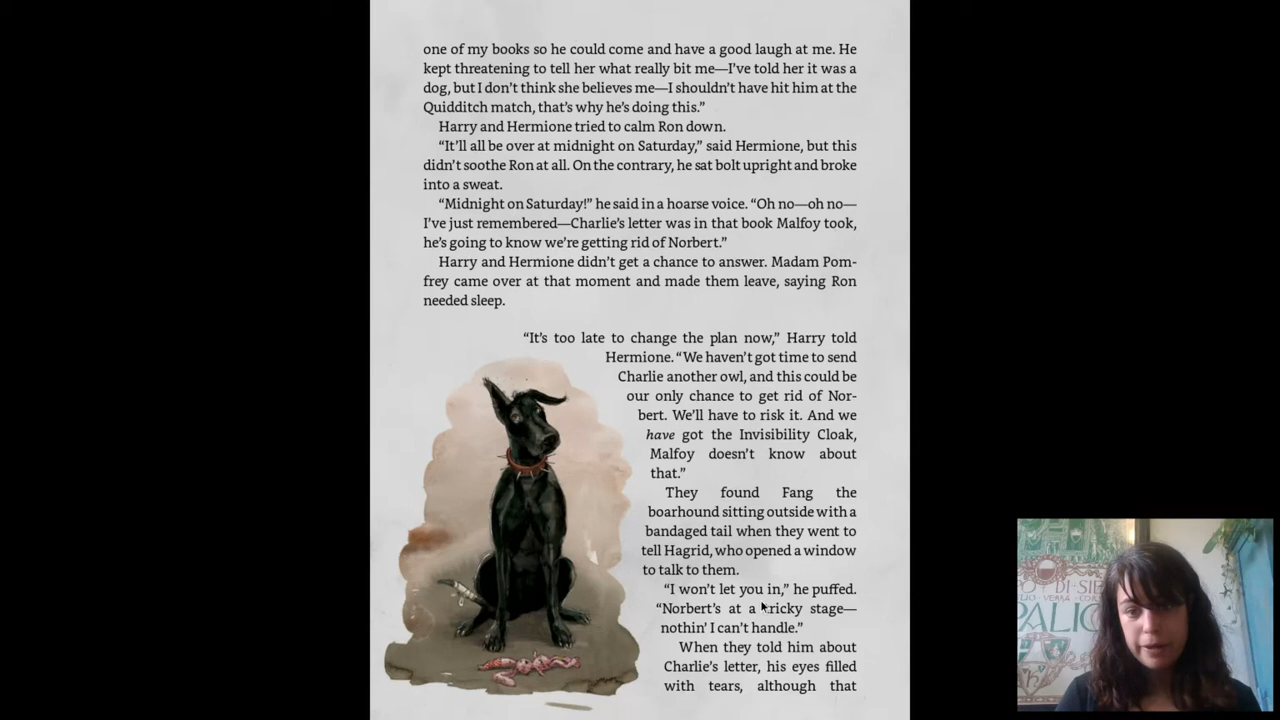 one of my books so he could come and have a good laugh at me. He
kept threatening to tell her what really bit me—I’ve told her it was a
dog, but I don’t think she believes me—I shouldn’t have hit him at the
Quidditch match, that’s why he’s doing this.”
Harry and Hermione tried to calm Ron down.
“It’ll all be over at midnight on Saturday,” said Hermione, but this
didn’t soothe Ron at all. On the contrary, he sat bolt upright and broke
into a sweat.
“Midnight on Saturday!” he said in a hoarse voice. “Oh no—oh no—
I’ve just remembered—Charlie’s letter was in that book Malfoy took,
he’s going to know we’re getting rid of Norbert.”
Harry and Hermione didn’t get a chance to answer. Madam Pom-
frey came over at that moment and made them leave, saying Ron
needed sleep.
“It’s too late to change the plan now,” Harry told
Hermione. “We haven’t got time to send
Charlie another owl, and this could be
our only chance to get rid of Nor-
bert. We’ll have to risk it. And we
have got the Invisibility Cloak,
Malfoy doesn’t know about
that.”
They found Fang the
boarhound sitting outside with a
bandaged tail when they went to
tell Hagrid, who opened a window
to talk to them.
“I won’t let you in,” he puffed.
“Norbert’s at a tricky stage—
nothin’ I can’t handle.”
When they told him about
Charlie’s letter, his eyes filled
with tears, although that
PALIO